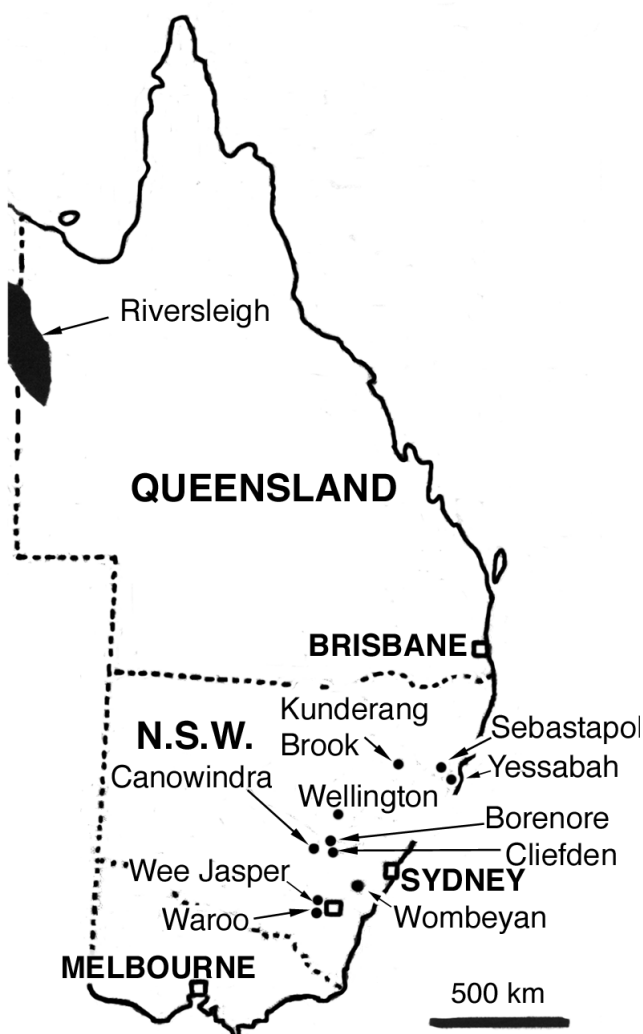 Riversleigh
QUEENSLAND
BRISBANE
Kunderang
Brook
N.S.W.
Sebastapol
Yessabah
Canowindra
Wellington
Borenore
Cliefden
Wee Jasper
SYDNEY
Waroo
Wombeyan
MELBOURNE
500 km